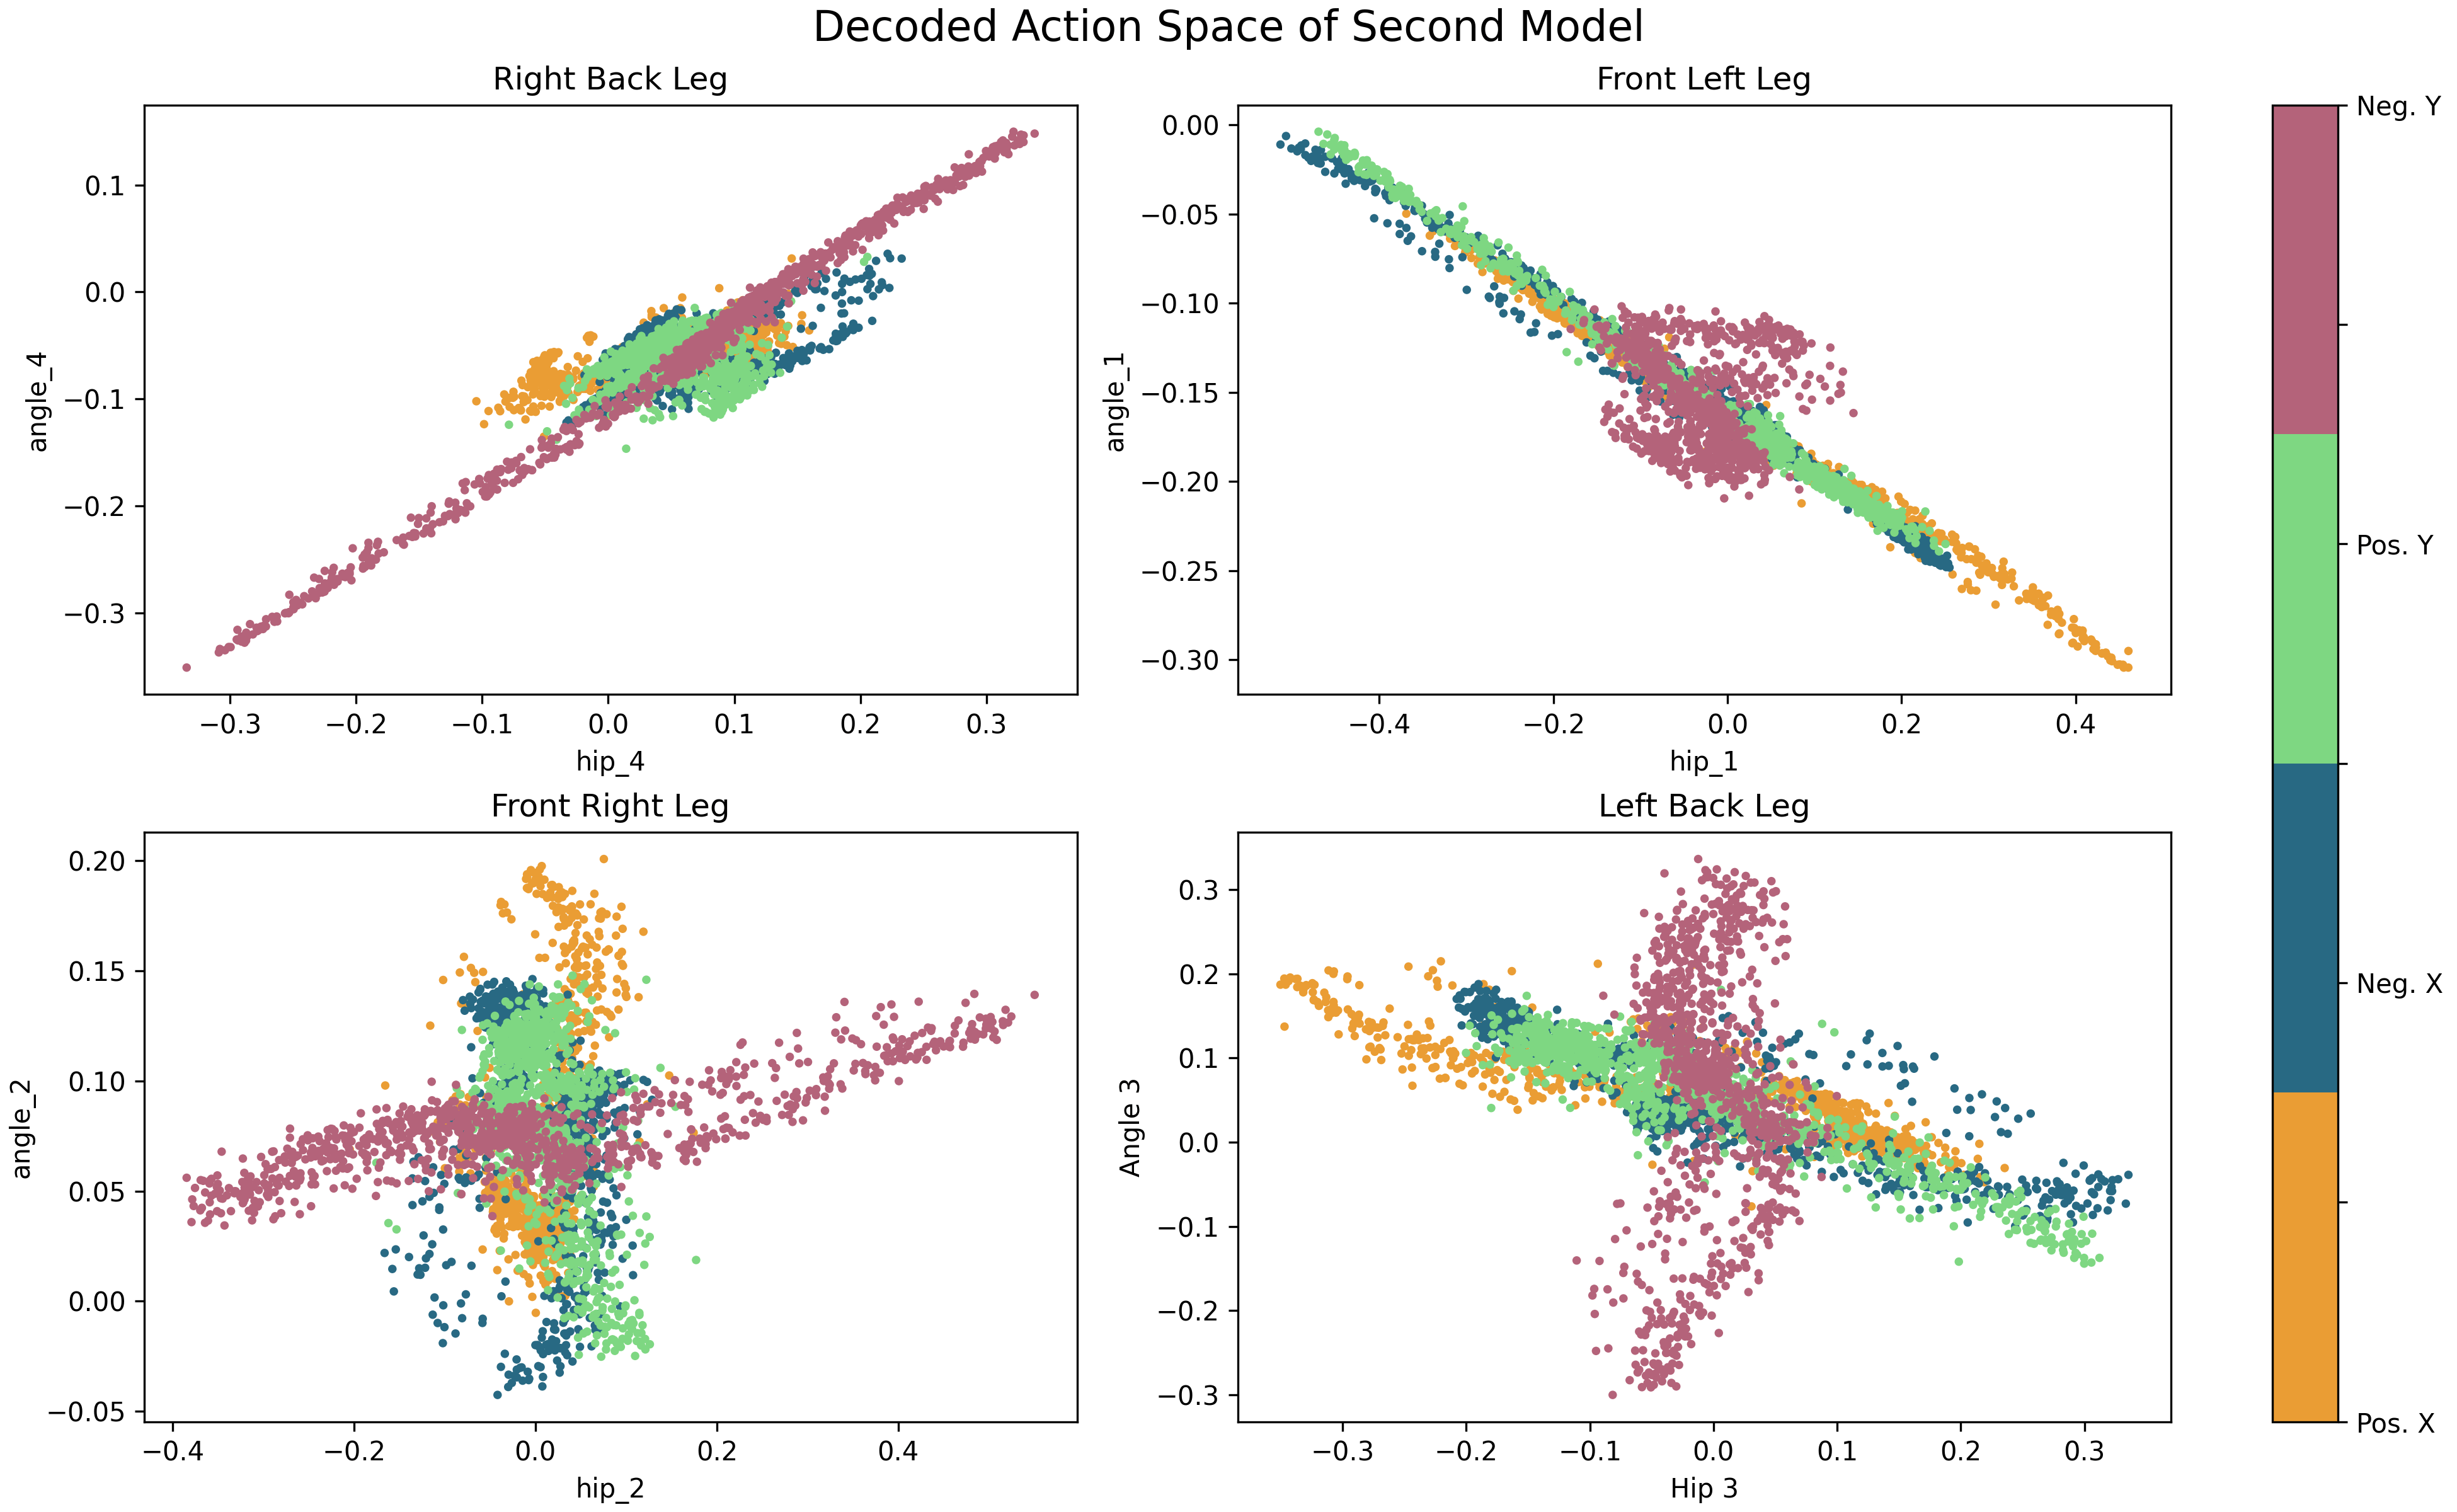 Decoded Action Space of Second Model
Right Back Leg
angle_4
0.1
0.0
−0.1
−0.2
−0.3
−0.3 −0.2 −0.1 0.0 0.1 0.2 0.3
hip_4
Front Left Leg
angle_1
0.00
−0.05
−0.10
−0.15
−0.20
−0.25
−0.30
−0.4 −0.2 0.0 0.2 0.4
hip_1
Front Right Leg
angle_2
0.20
0.15
0.10
0.05
0.00
−0.05
−0.4 −0.2 0.0 0.2 0.4
hip_2
Left Back Leg
Angle 3
0.3
0.2
0.1
0.0
−0.1
−0.2
−0.3
−0.3 −0.2 −0.1 0.0 0.1 0.2 0.3
Hip 3
Neg. Y
Pos. Y
Neg. X
Pos. X